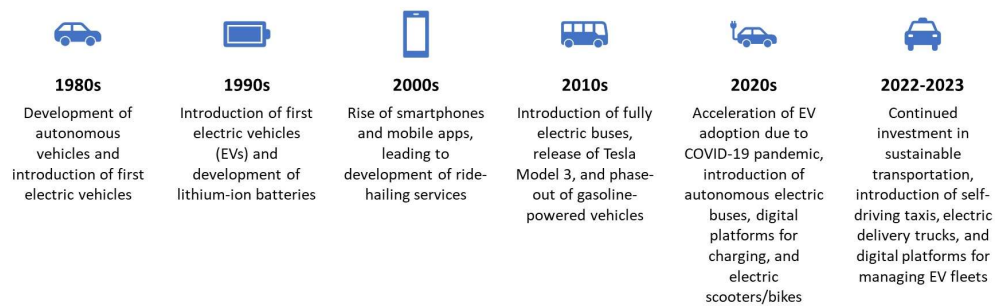 1980s
Development of
autonomous
vehicles and
introduction of first
electric vehicles
1990s
Introduction of first
electric vehicles
(EVs) and
development of
lithium-ion batteries
2000s
Rise of smartphones
and mobile apps,
leading to
development of ride-
hailing services
2010s
Introduction of fully
electric buses,
release of Tesla
Model 3, and phase-
out of gasoline-
powered vehicles
2020s
Acceleration of EV
adoption due to
COVID-19 pandemic,
introduction of
autonomous electric
buses, digital
platforms for
charging, and
electric
scooters/bikes
2022-2023
Continued
investment in
sustainable
transportation,
introduction of self-
driving taxis, electric
delivery trucks, and
digital platforms for
managing EV fleets